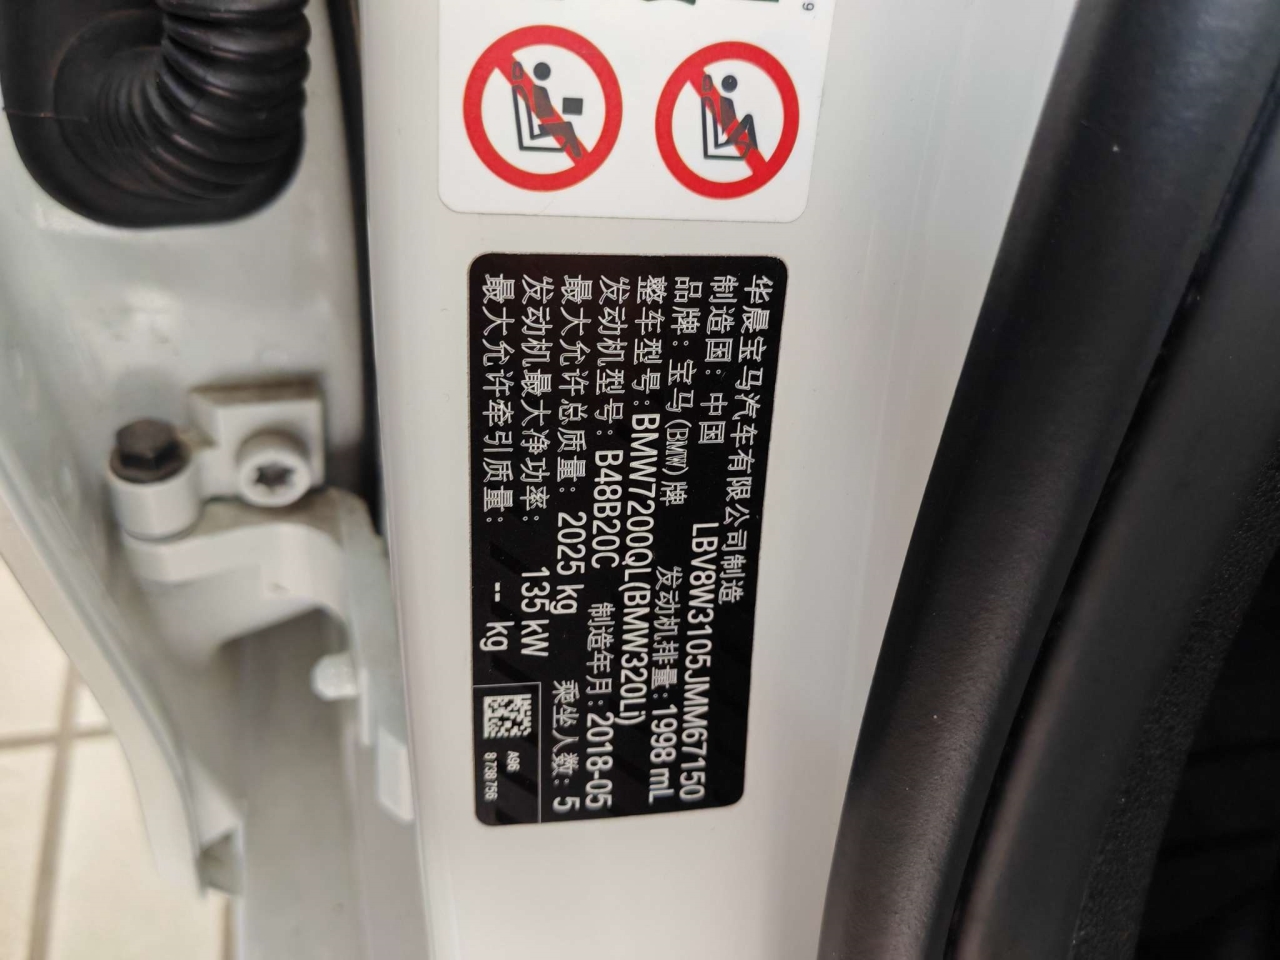 华晨宝马汽车有限公司制造
制造国：中国 LBV8W3105JMM67150
品牌：宝马(BMW)牌 发动机排量：1998 mL
整车型号：BMW7200QL(BMW320Li)
发动机型号：B48B20C 制造年月：2018-05
最大允许总质量：2025 kg 乘坐人数：5
发动机最大净功率：135 kW
最大允许牵引质量：-- kg
A96
8 738 756